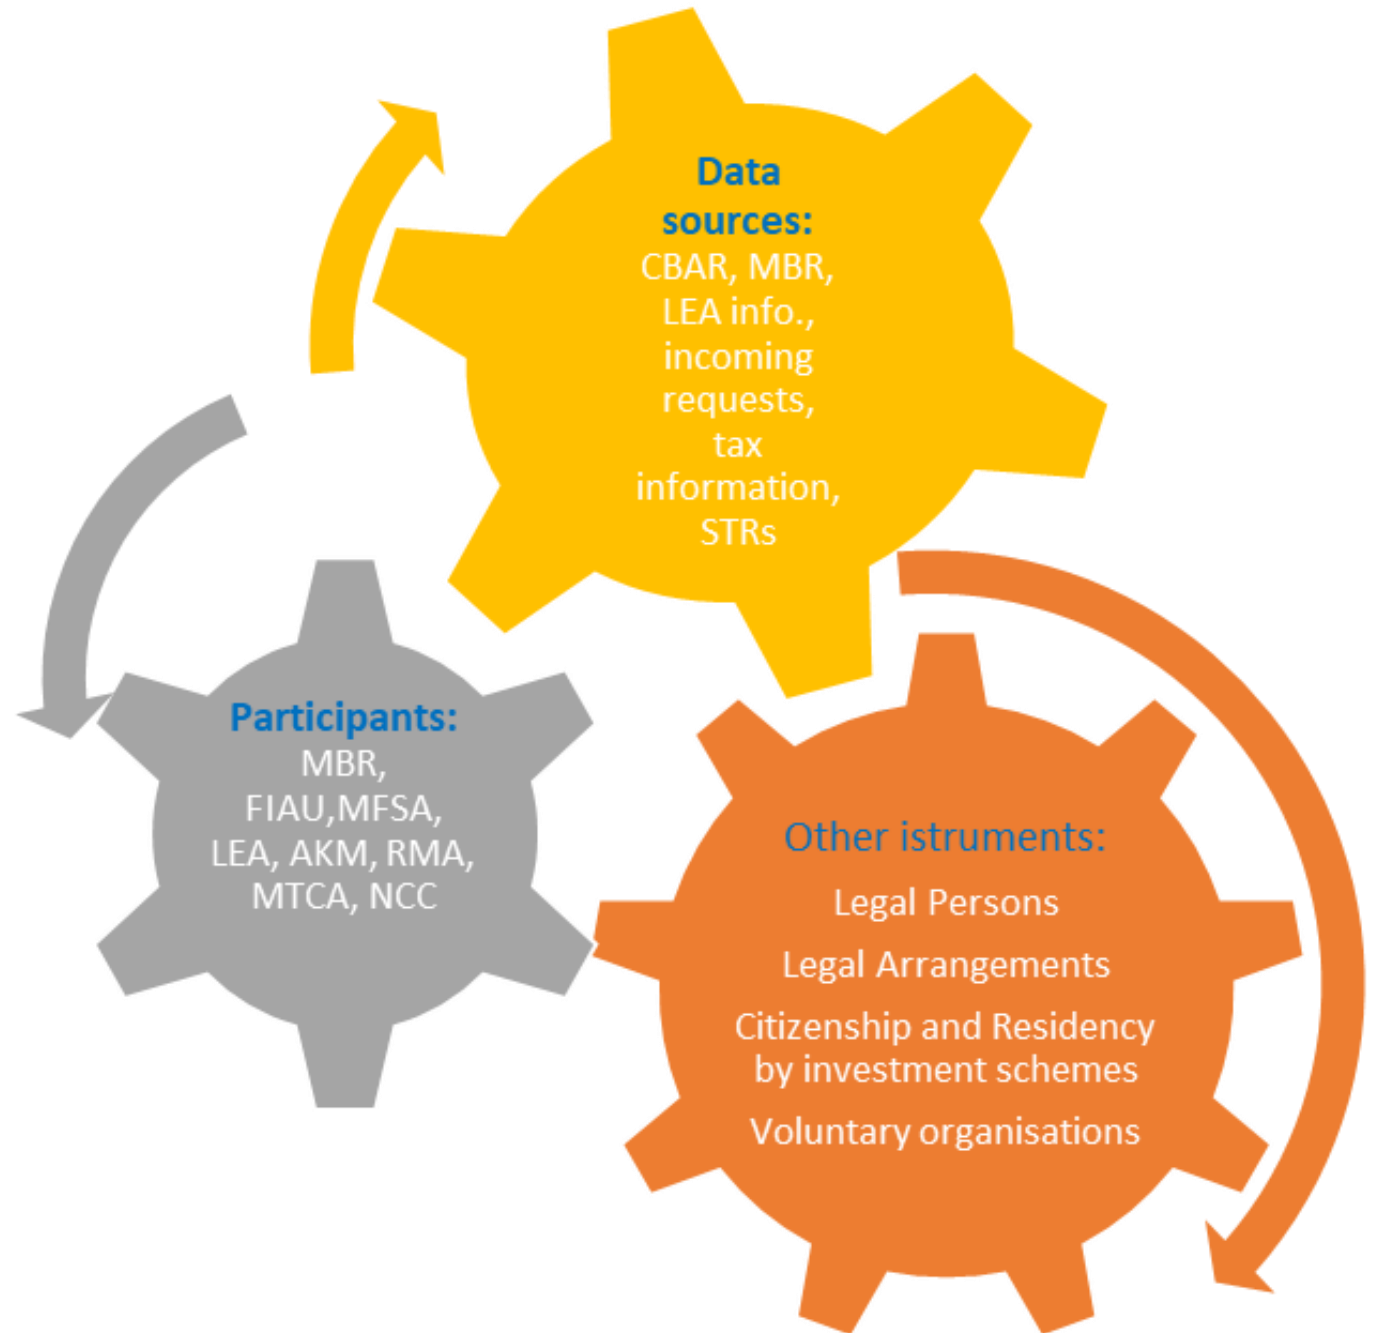 Data
sources:
CBAR, MBR,
LEA info.,
incoming
requests,
tax
information,
STRs
Participants:
MBR,
FIAU,MFSA,
LEA, AKM, RMA,
MTCA, NCC
Other istruments:
Legal Persons
Legal Arrangements
Citizenship and Residency
by investment schemes
Voluntary organisations